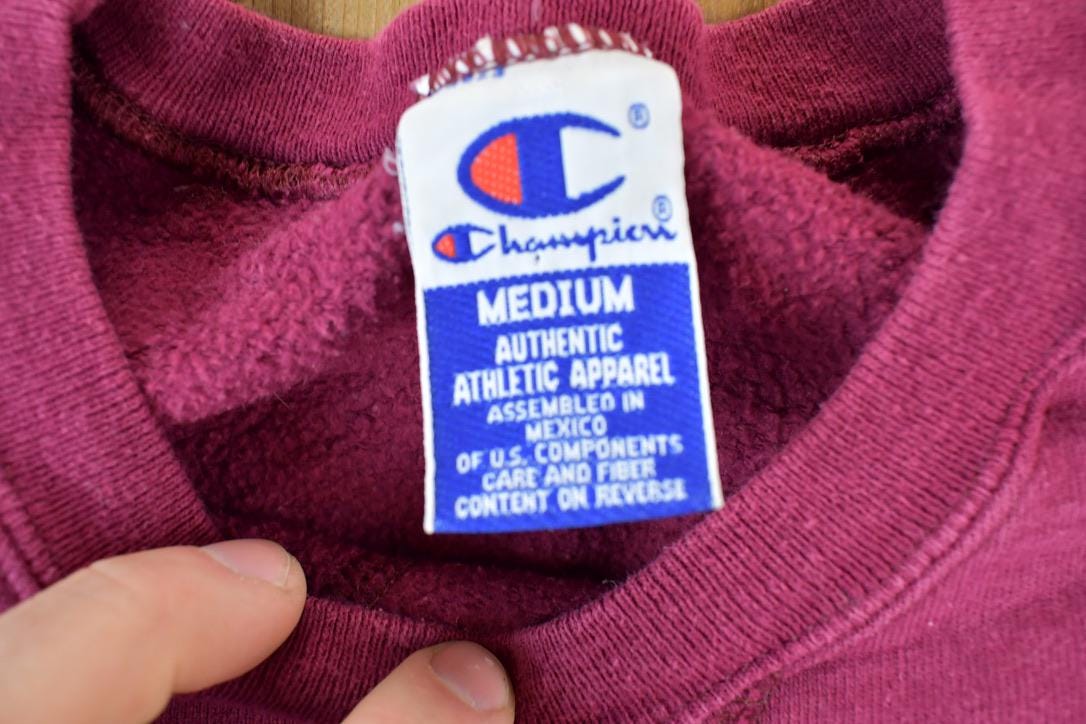 ®
Champion®
MEDIUM
AUTHENTIC
ATHLETIC APPAREL
ASSEMBLED IN
MEXICO
OF U.S. COMPONENTS
CARE AND FIBER
CONTENT ON REVERSE